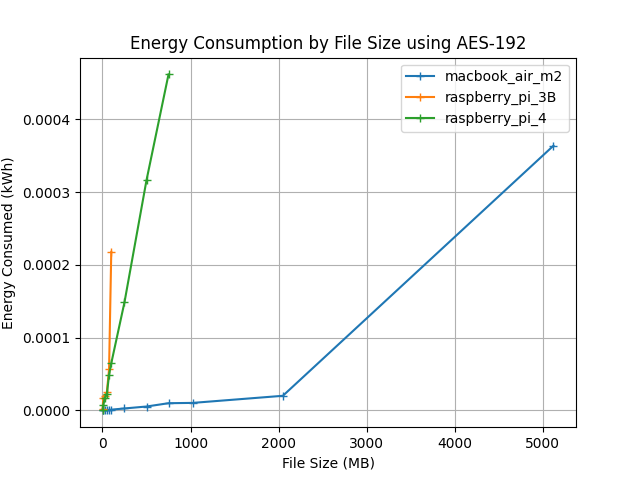 Energy Consumption by File Size using AES-192
macbook_air_m2
raspberry_pi_3B
raspberry_pi_4
Energy Consumed (kWh)
0.0004
0.0003
0.0002
0.0001
0.0000
0 1000 2000 3000 4000 5000
File Size (MB)